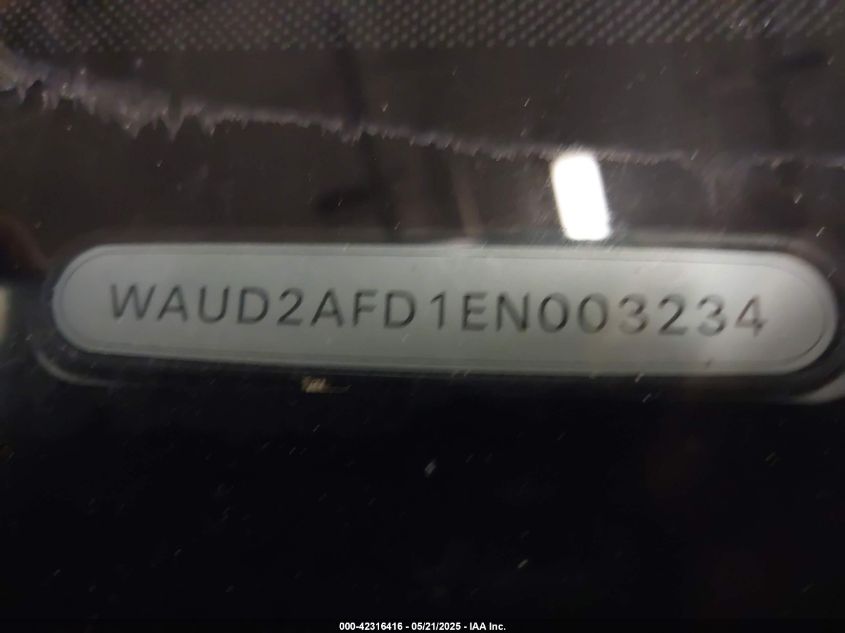 WAUD2AFD1EN003234
000-42316416 - 05/21/2025 - IAA Inc.